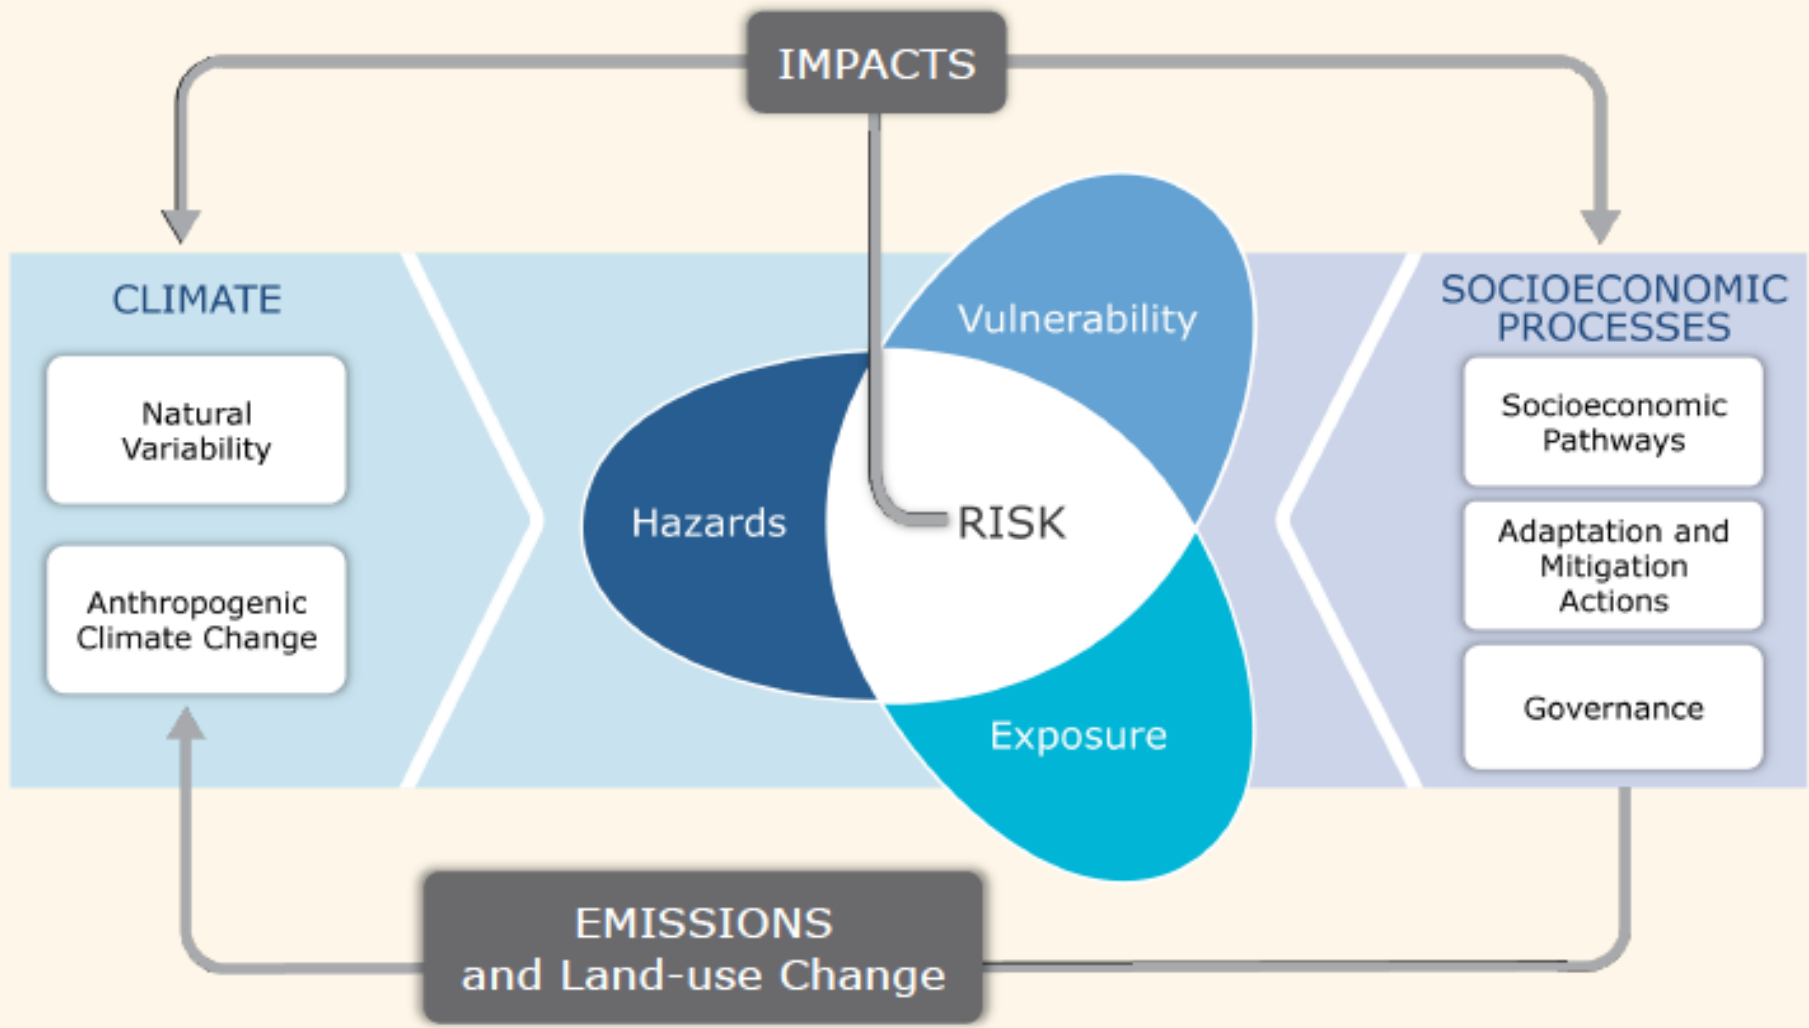 IMPACTS
CLIMATE
Natural
Variability
Anthropogenic
Climate Change
Vulnerability
Hazards
RISK
Exposure
SOCIOECONOMIC
PROCESSES
Socioeconomic
Pathways
Adaptation and
Mitigation
Actions
Governance
EMISSIONS
and Land-use Change